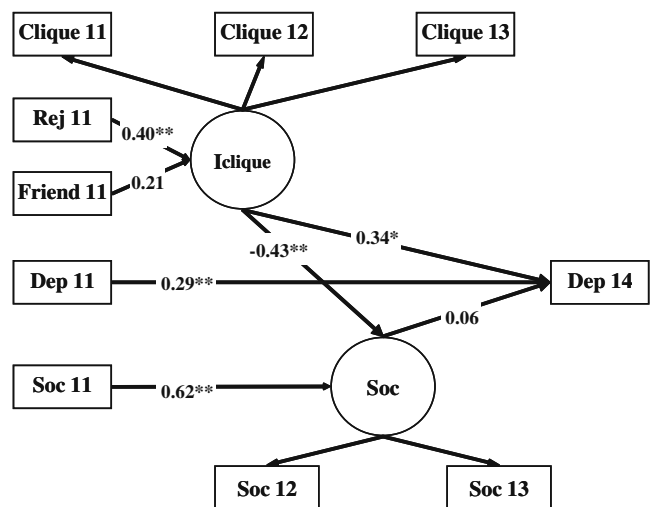 Clique 11
Clique 12
Clique 13
Rej 11
0.40**
Iclique
Friend 11
0.21
0.34*
-0.43**
Dep 11
0.29**
Dep 14
0.06
Soc 11
0.62**
Soc
Soc 12
Soc 13